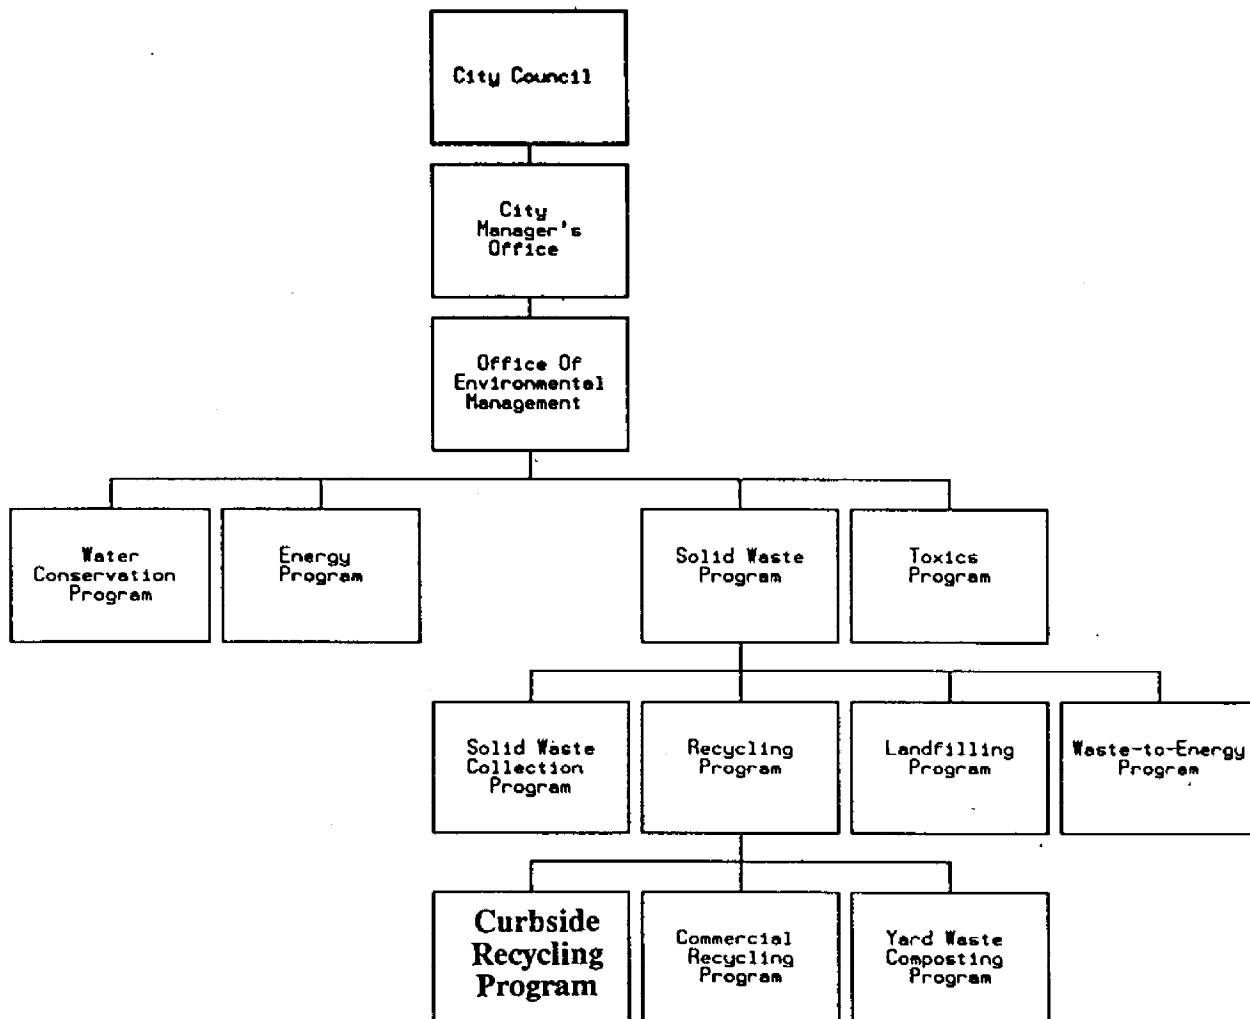 City Council
City
Manager's
Office
Office Of
Environmental
Management
Water
Conservation
Program
Energy
Program
Solid Waste
Program
Toxics
Program
Solid Waste
Collection
Program
Recycling
Program
Landfilling
Program
Waste-to-Energy
Program
Curbside
Recycling
Program
Commercial
Recycling
Program
Yard Waste
Composting
Program